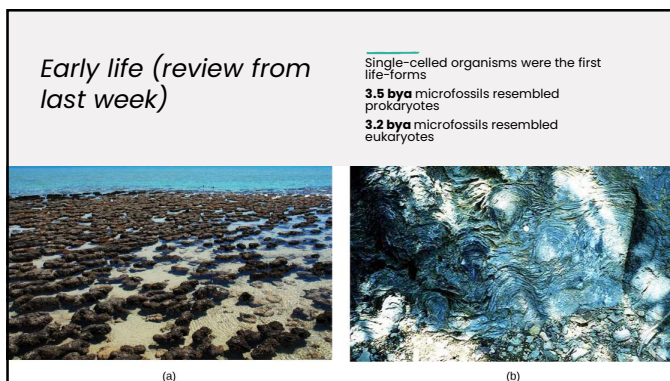 Early life (review from
last week)
Single-celled organisms were the first
life-forms
3.5 bya microfossils resembled
prokaryotes
3.2 bya microfossils resembled
eukaryotes
(a)
(b)